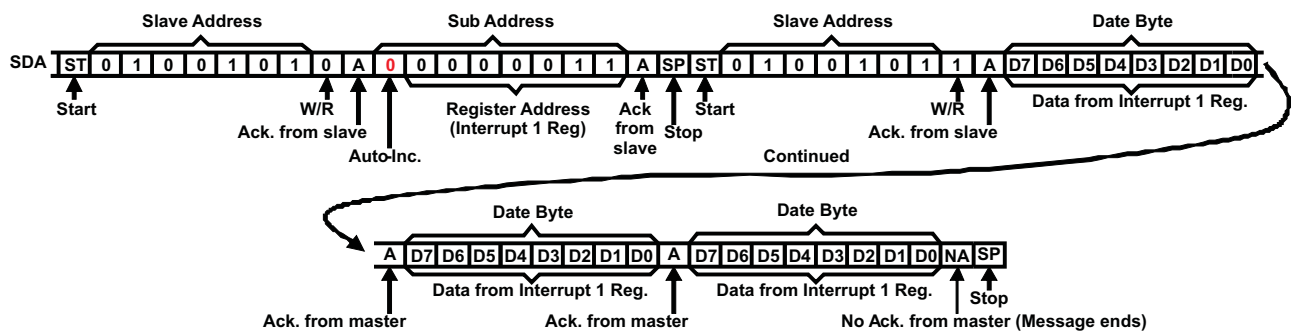 Slave Address Sub Address Slave Address Date Byte
SDA ST 0 1 0 0 1 0 1 0 A 0 0 0 0 0 0 1 1 A SP ST 0 1 0 0 1 0 1 1 A D7 D6 D5 D4 D3 D2 D1 D0
Start W/R Register Address Ack Start W/R Data from Interrupt 1 Reg.
Ack. from slave (Interrupt 1 Reg) from Stop Ack. from slave
slave
Auto-Inc. Continued
Date Byte Date Byte
A D7 D6 D5 D4 D3 D2 D1 D0 A D7 D6 D5 D4 D3 D2 D1 D0 NA SP
Data from Interrupt 1 Reg. Data from Interrupt 1 Reg. Stop
Ack. from master Ack. from master No Ack. from master (Message ends)